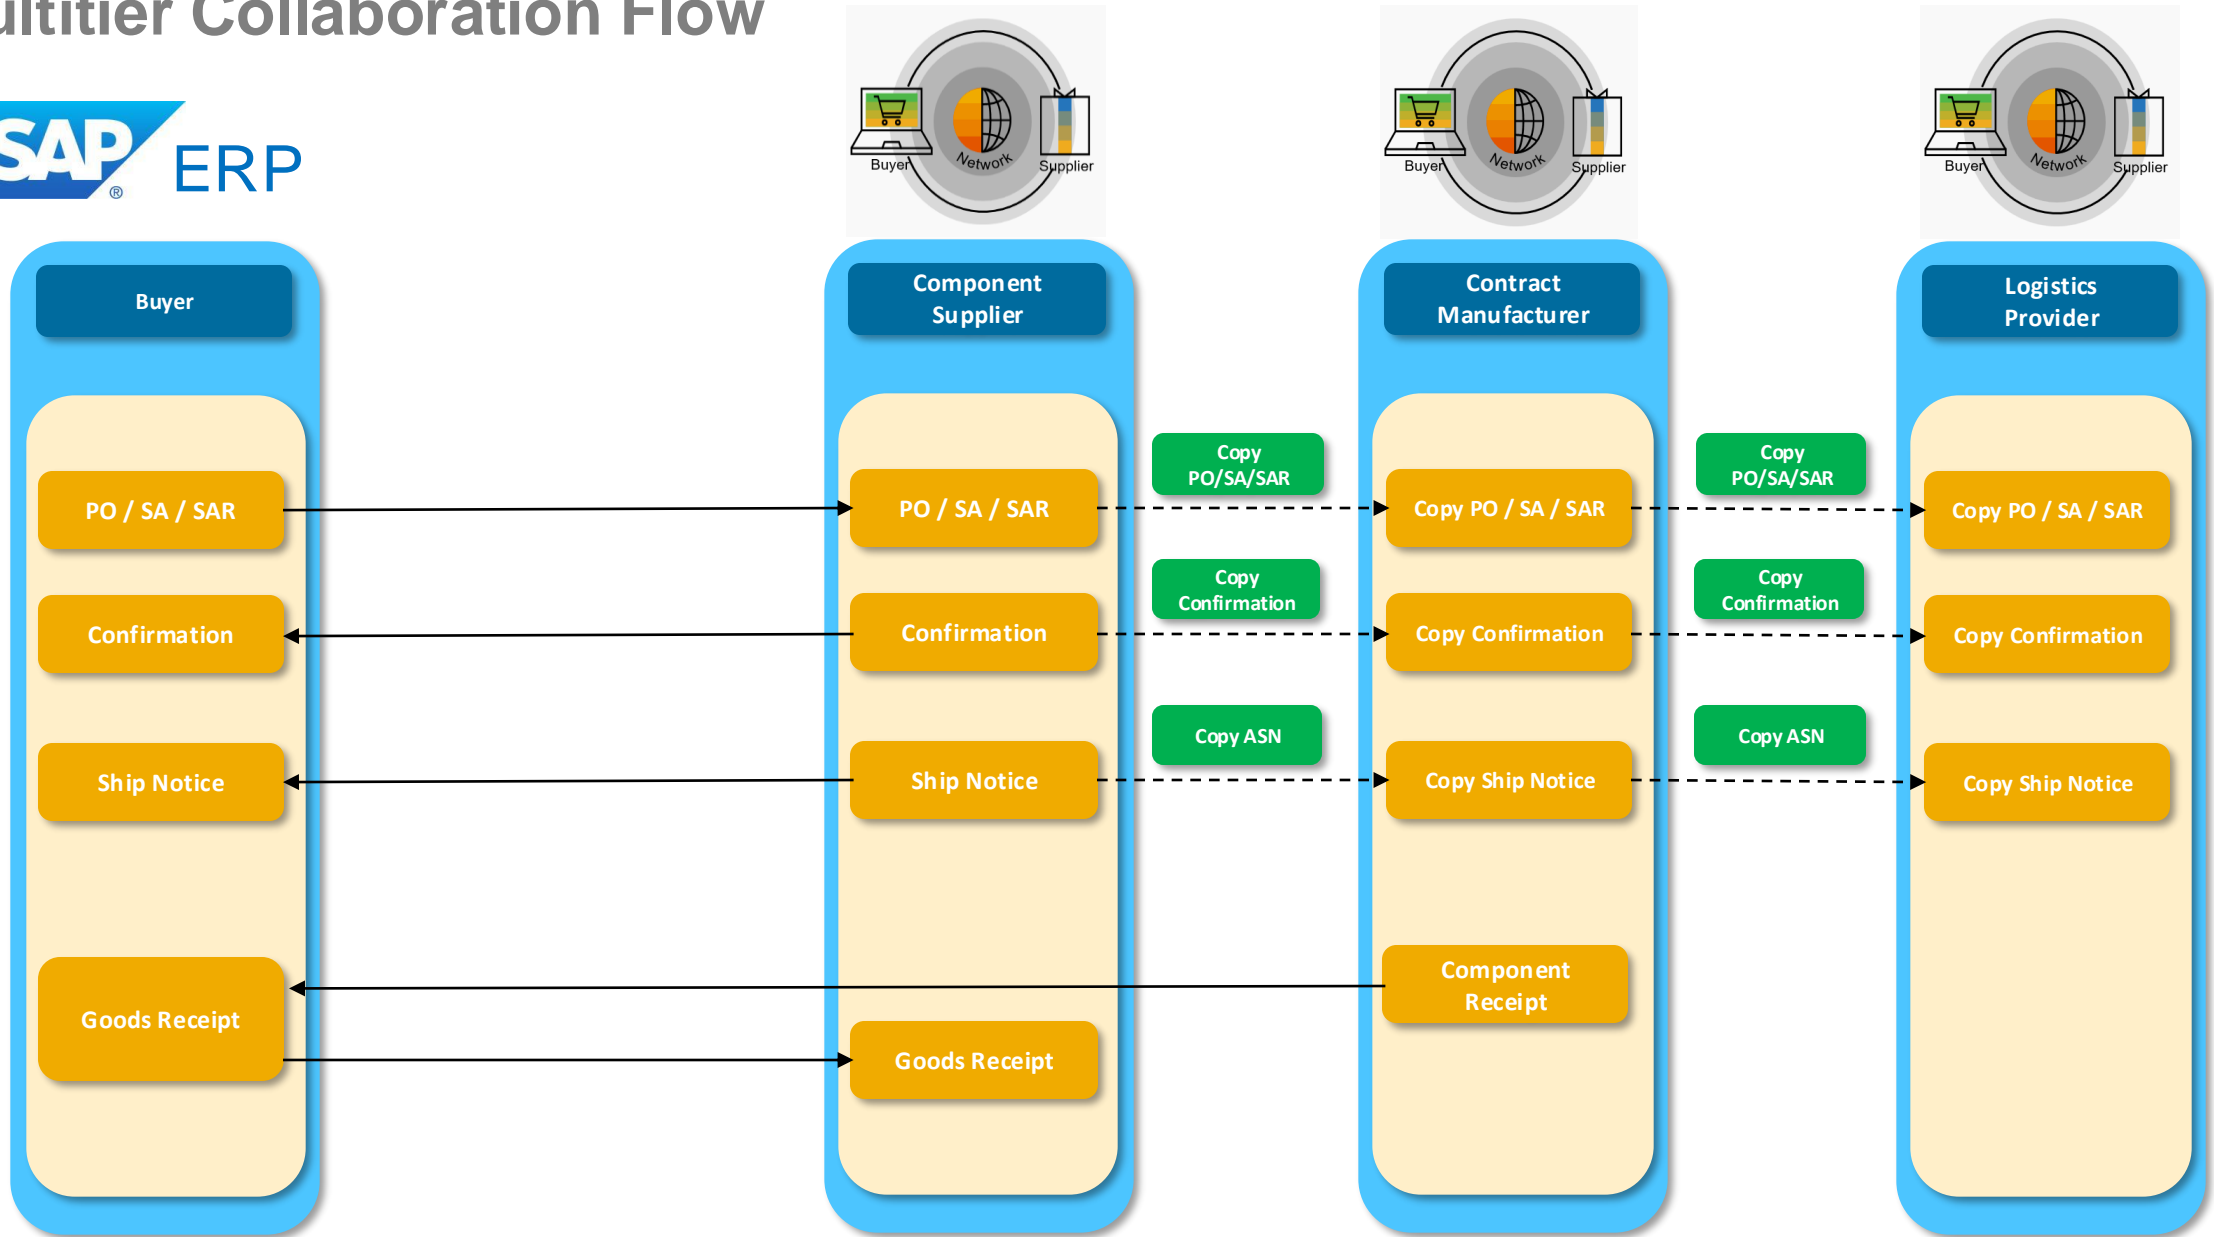 Collaboration Flow
SAP
®
ERP
Buyer
Network
Supplier
Buyer
Network
Supplier
Buyer
Network
Supplier
Buyer
Component
Supplier
Contract
Manufacturer
Logistics
Provider
PO / SA / SAR
PO / SA / SAR
Copy
PO/SA/SAR
Copy PO / SA / SAR
Copy
PO/SA/SAR
Copy PO / SA / SAR
Confirmation
Confirmation
Copy
Confirmation
Copy Confirmation
Copy
Confirmation
Copy Confirmation
Ship Notice
Ship Notice
Copy ASN
Copy Ship Notice
Copy ASN
Copy Ship Notice
Goods Receipt
Component
Receipt
Goods Receipt